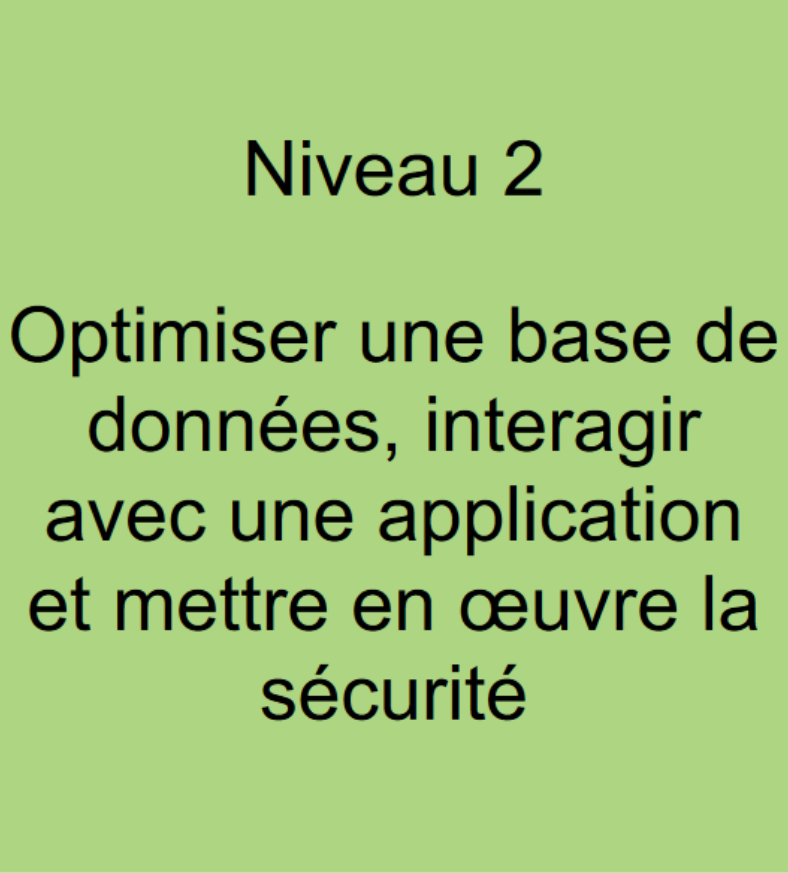 Niveau 2
Optimiser une base de
données, interagir
avec une application
et mettre en œuvre la
sécurité